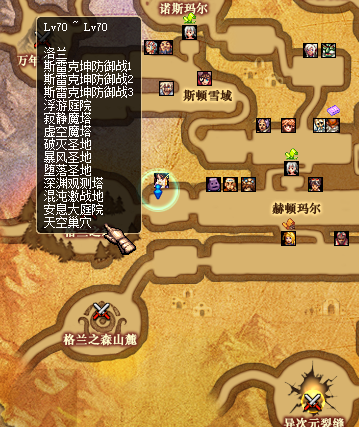 诺斯玛尔
Lv70 ~ Lv70
洛兰
斯雷克坤防御战1
斯雷克坤防御战2
斯雷克坤防御战3
浮游庭院
寂静魔塔
虚空魔塔
破灭圣地
暴风圣地
堕落圣地
深渊观测塔
混沌激战地
安息大庭院
天空巢穴
万年
斯顿雪域
赫顿玛尔
格兰之森山麓
异次元裂缝